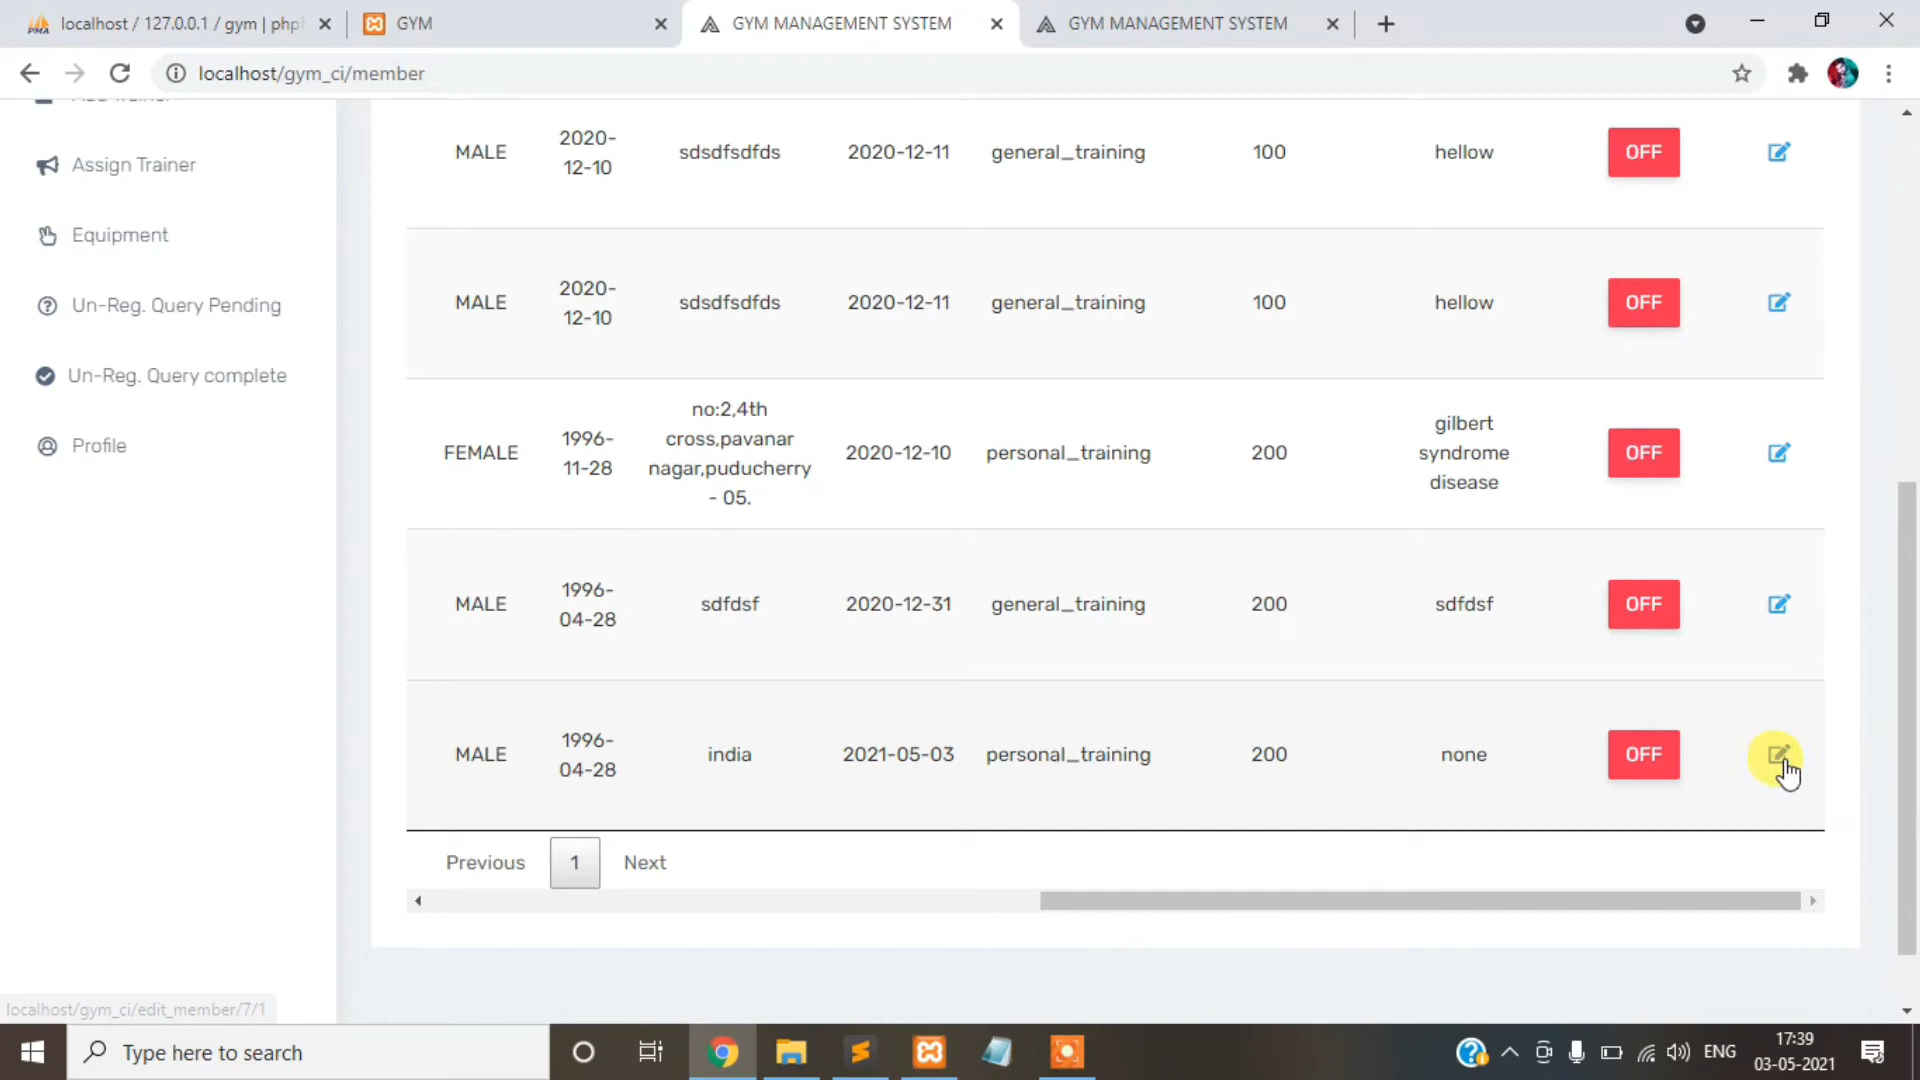 localhost / 127.0.0.1 / gym | php
GYM
GYM MANAGEMENT SYSTEM
GYM MANAGEMENT SYSTEM
localhost/gym_ci/member
Assign Trainer
Equipment
Un-Reg. Query Pending
Un-Reg. Query complete
Profile
MALE 2020-12-10 sdsdfsdfds 2020-12-11 general_training 100 hellow OFF
MALE 2020-12-10 sdsdfsdfds 2020-12-11 general_training 100 hellow OFF
FEMALE 1996-11-28 no:2,4th cross,pavanar nagar,puducherry - 05. 2020-12-10 personal_training 200 gilbert syndrome disease OFF
MALE 1996-04-28 sdfdsf 2020-12-31 general_training 200 sdfdsf OFF
MALE 1996-04-28 india 2021-05-03 personal_training 200 none OFF
Previous 1 Next
localhost/gym_ci/edit_member/7/1
Type here to search
ENG
17:39
03-05-2021